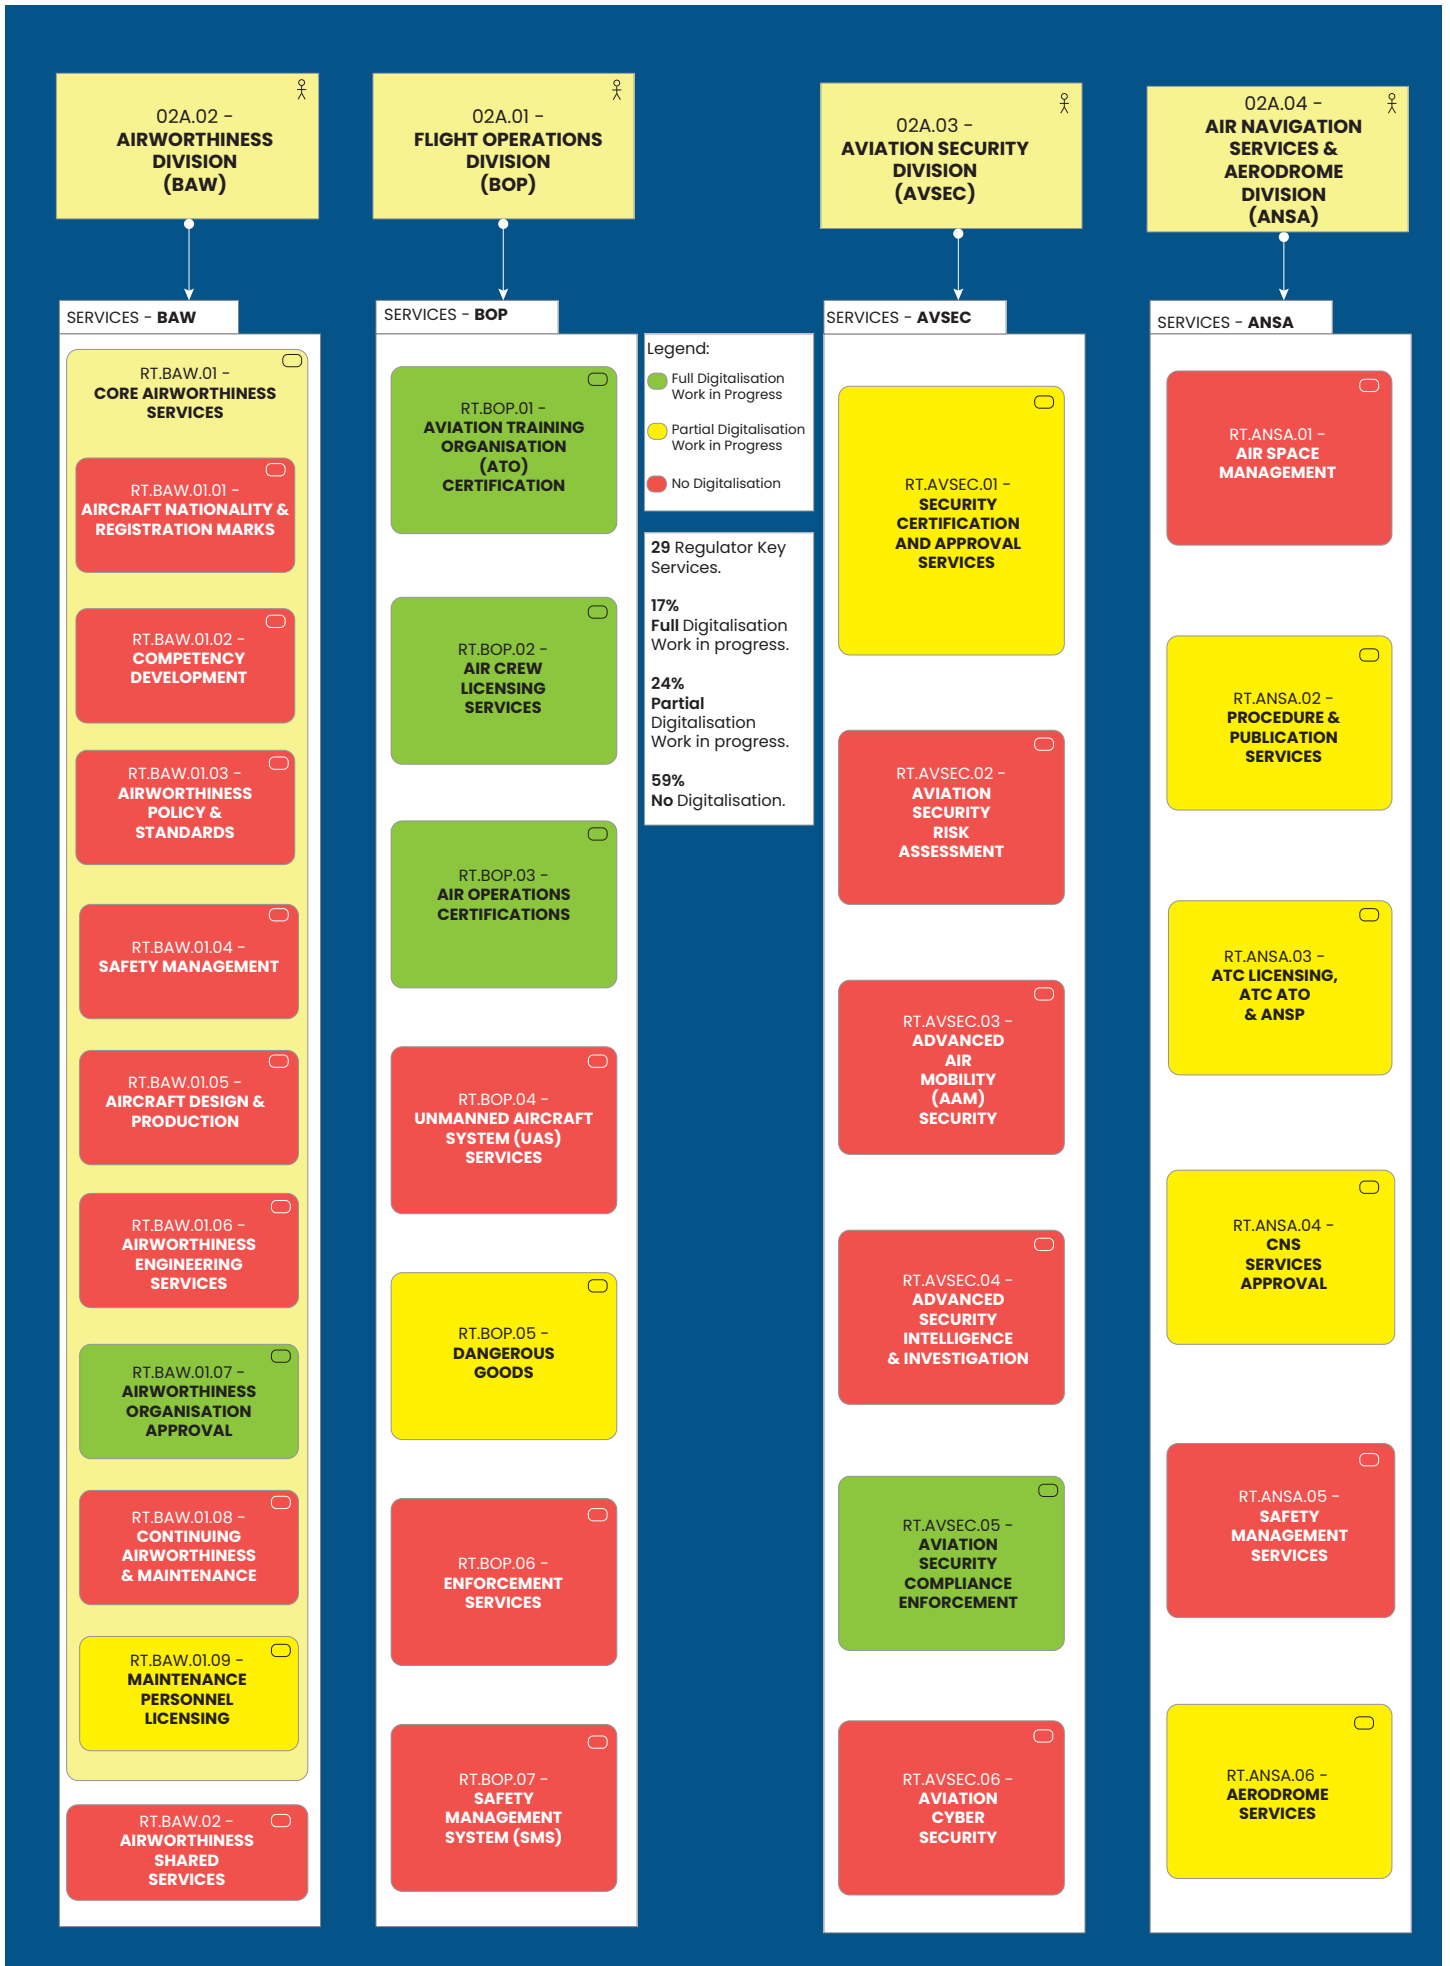 02A.02 -
AIRWORTHINESS
DIVISION
(BAW)
02A.01 -
FLIGHT OPERATIONS
DIVISION
(BOP)
02A.03 -
AVIATION SECURITY
DIVISION
(AVSEC)
02A.04 -
AIR NAVIGATION
SERVICES &
AERODROME
DIVISION
(ANSA)
SERVICES - BAW
RT.BAW.01 -
CORE AIRWORTHINESS
SERVICES
RT.BAW.01.01 -
AIRCRAFT NATIONALITY &
REGISTRATION MARKS
RT.BAW.01.02 -
COMPETENCY
DEVELOPMENT
RT.BAW.01.03 -
AIRWORTHINESS
POLICY &
STANDARDS
RT.BAW.01.04 -
SAFETY MANAGEMENT
RT.BAW.01.05 -
AIRCRAFT DESIGN &
PRODUCTION
RT.BAW.01.06 -
AIRWORTHINESS
ENGINEERING
SERVICES
RT.BAW.01.07 -
AIRWORTHINESS
ORGANISATION
APPROVAL
RT.BAW.01.08 -
CONTINUING
AIRWORTHINESS
& MAINTENANCE
RT.BAW.01.09 -
MAINTENANCE
PERSONNEL
LICENSING
RT.BAW.02 -
AIRWORTHINESS
SHARED
SERVICES
SERVICES - BOP
RT.BOP.01 -
AVIATION TRAINING
ORGANISATION
(ATO)
CERTIFICATION
RT.BOP.02 -
AIR CREW
LICENSING
SERVICES
RT.BOP.03 -
AIR OPERATIONS
CERTIFICATIONS
RT.BOP.04 -
UNMANNED AIRCRAFT
SYSTEM (UAS)
SERVICES
RT.BOP.05 -
DANGEROUS
GOODS
RT.BOP.06 -
ENFORCEMENT
SERVICES
RT.BOP.07 -
SAFETY
MANAGEMENT
SYSTEM (SMS)
Legend:
Full Digitalisation
Work in Progress
Partial Digitalisation
Work in Progress
No Digitalisation
29 Regulator Key
Services.
17%
Full Digitalisation
Work in progress.
24%
Partial
Digitalisation
Work in progress.
59%
No Digitalisation.
SERVICES - AVSEC
RT.AVSEC.01 -
SECURITY
CERTIFICATION
AND APPROVAL
SERVICES
RT.AVSEC.02 -
AVIATION
SECURITY
RISK
ASSESSMENT
RT.AVSEC.03 -
ADVANCED
AIR
MOBILITY
(AAM)
SECURITY
RT.AVSEC.04 -
ADVANCED
SECURITY
INTELLIGENCE
& INVESTIGATION
RT.AVSEC.05 -
AVIATION
SECURITY
COMPLIANCE
ENFORCEMENT
RT.AVSEC.06 -
AVIATION
CYBER
SECURITY
SERVICES - ANSA
RT.ANSA.01 -
AIR SPACE
MANAGEMENT
RT.ANSA.02 -
PROCEDURE &
PUBLICATION
SERVICES
RT.ANSA.03 -
ATC LICENSING,
ATC ATO
& ANSP
RT.ANSA.04 -
CNS
SERVICES
APPROVAL
RT.ANSA.05 -
SAFETY
MANAGEMENT
SERVICES
RT.ANSA.06 -
AERODROME
SERVICES